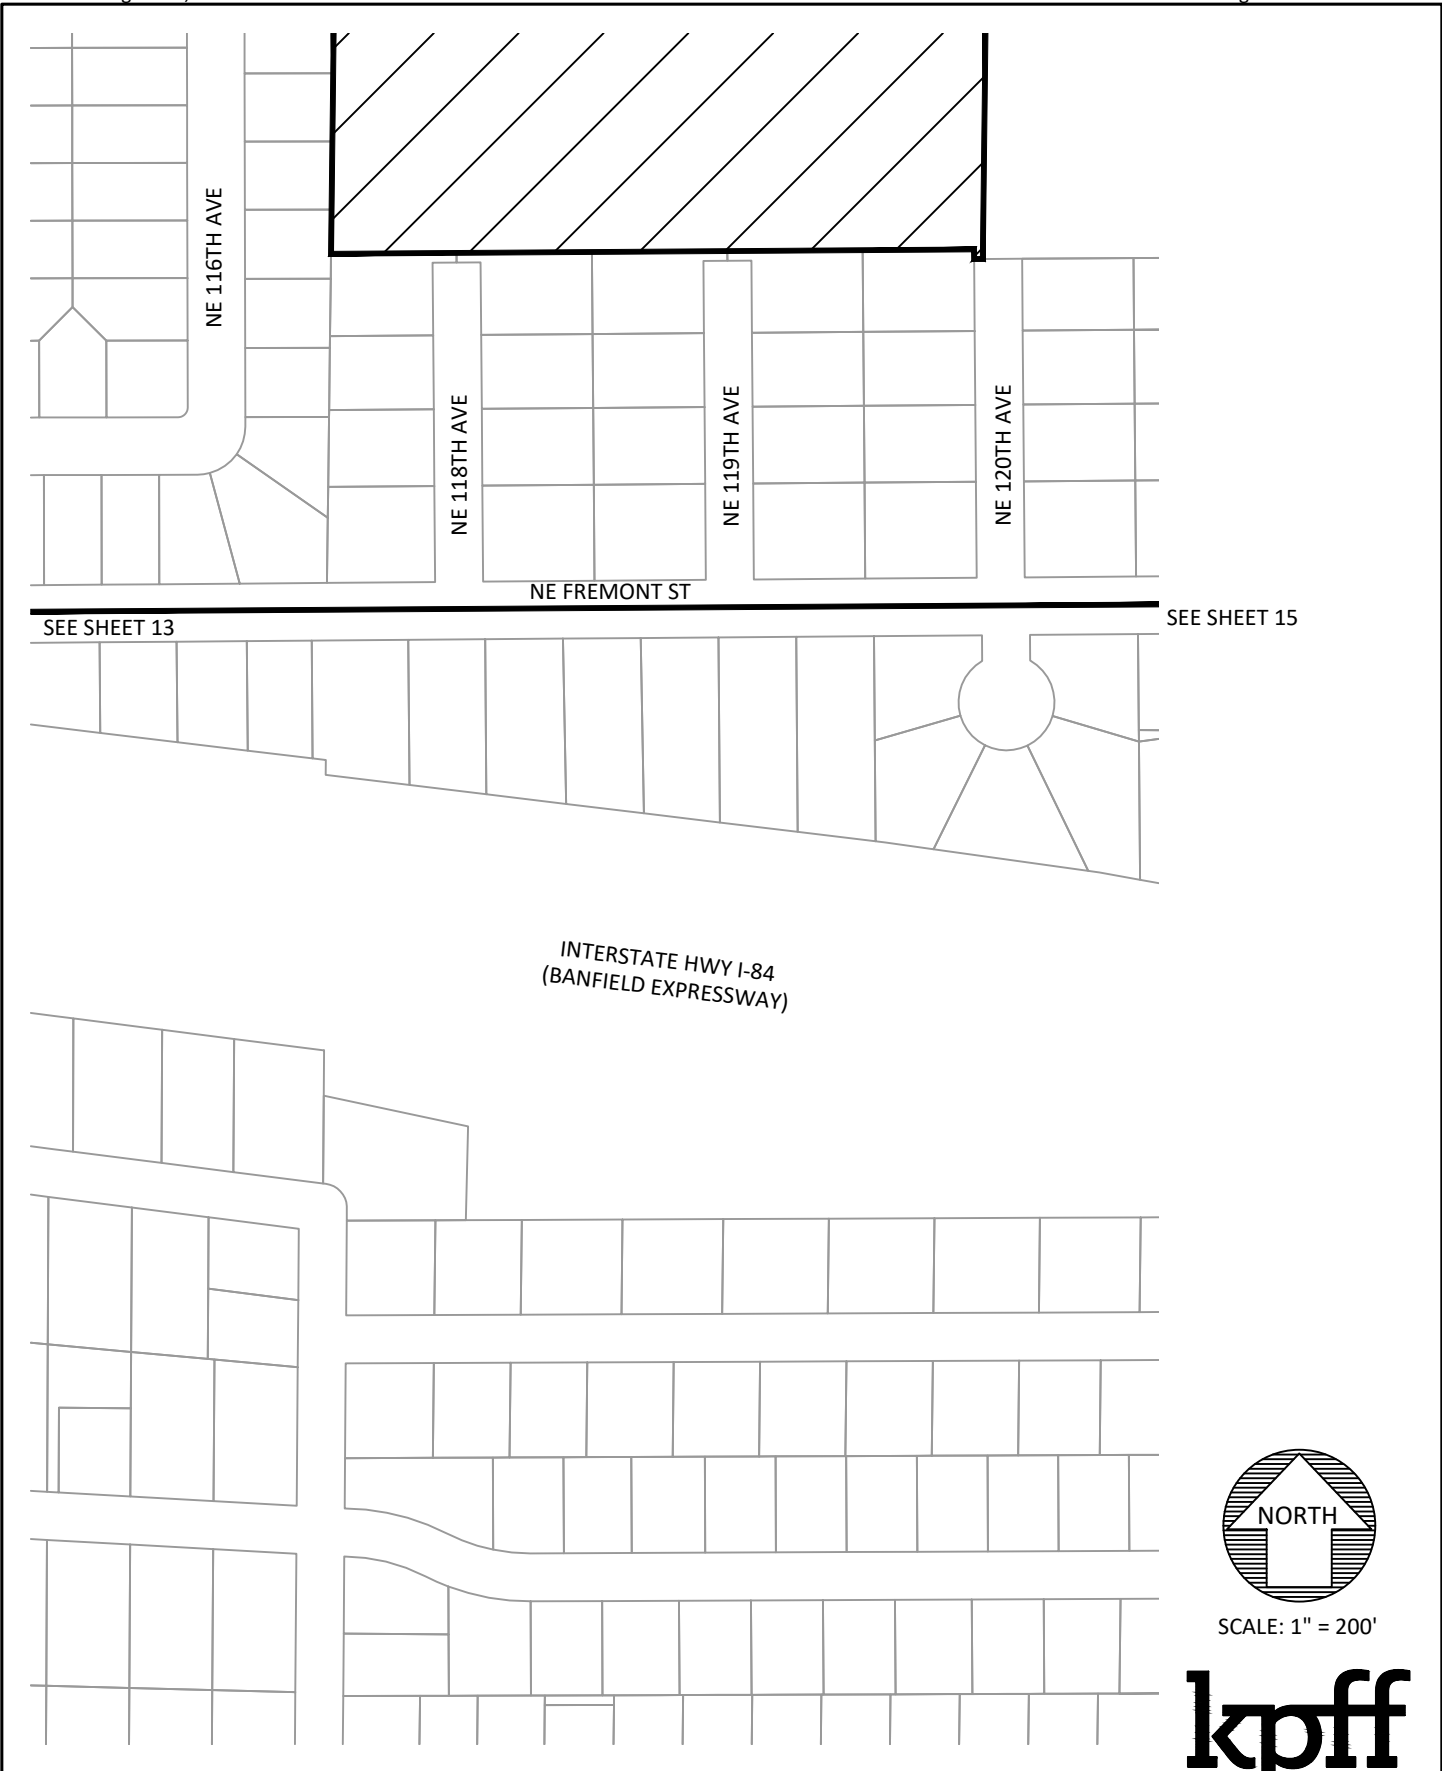 NE 116TH AVE
NE 118TH AVE
NE 119TH AVE
NE 120TH AVE
NE FREMONT ST
SEE SHEET 13
SEE SHEET 15
INTERSTATE HWY I-84
(BANFIELD EXPRESSWAY)
NORTH
SCALE: 1" = 200'
kpff